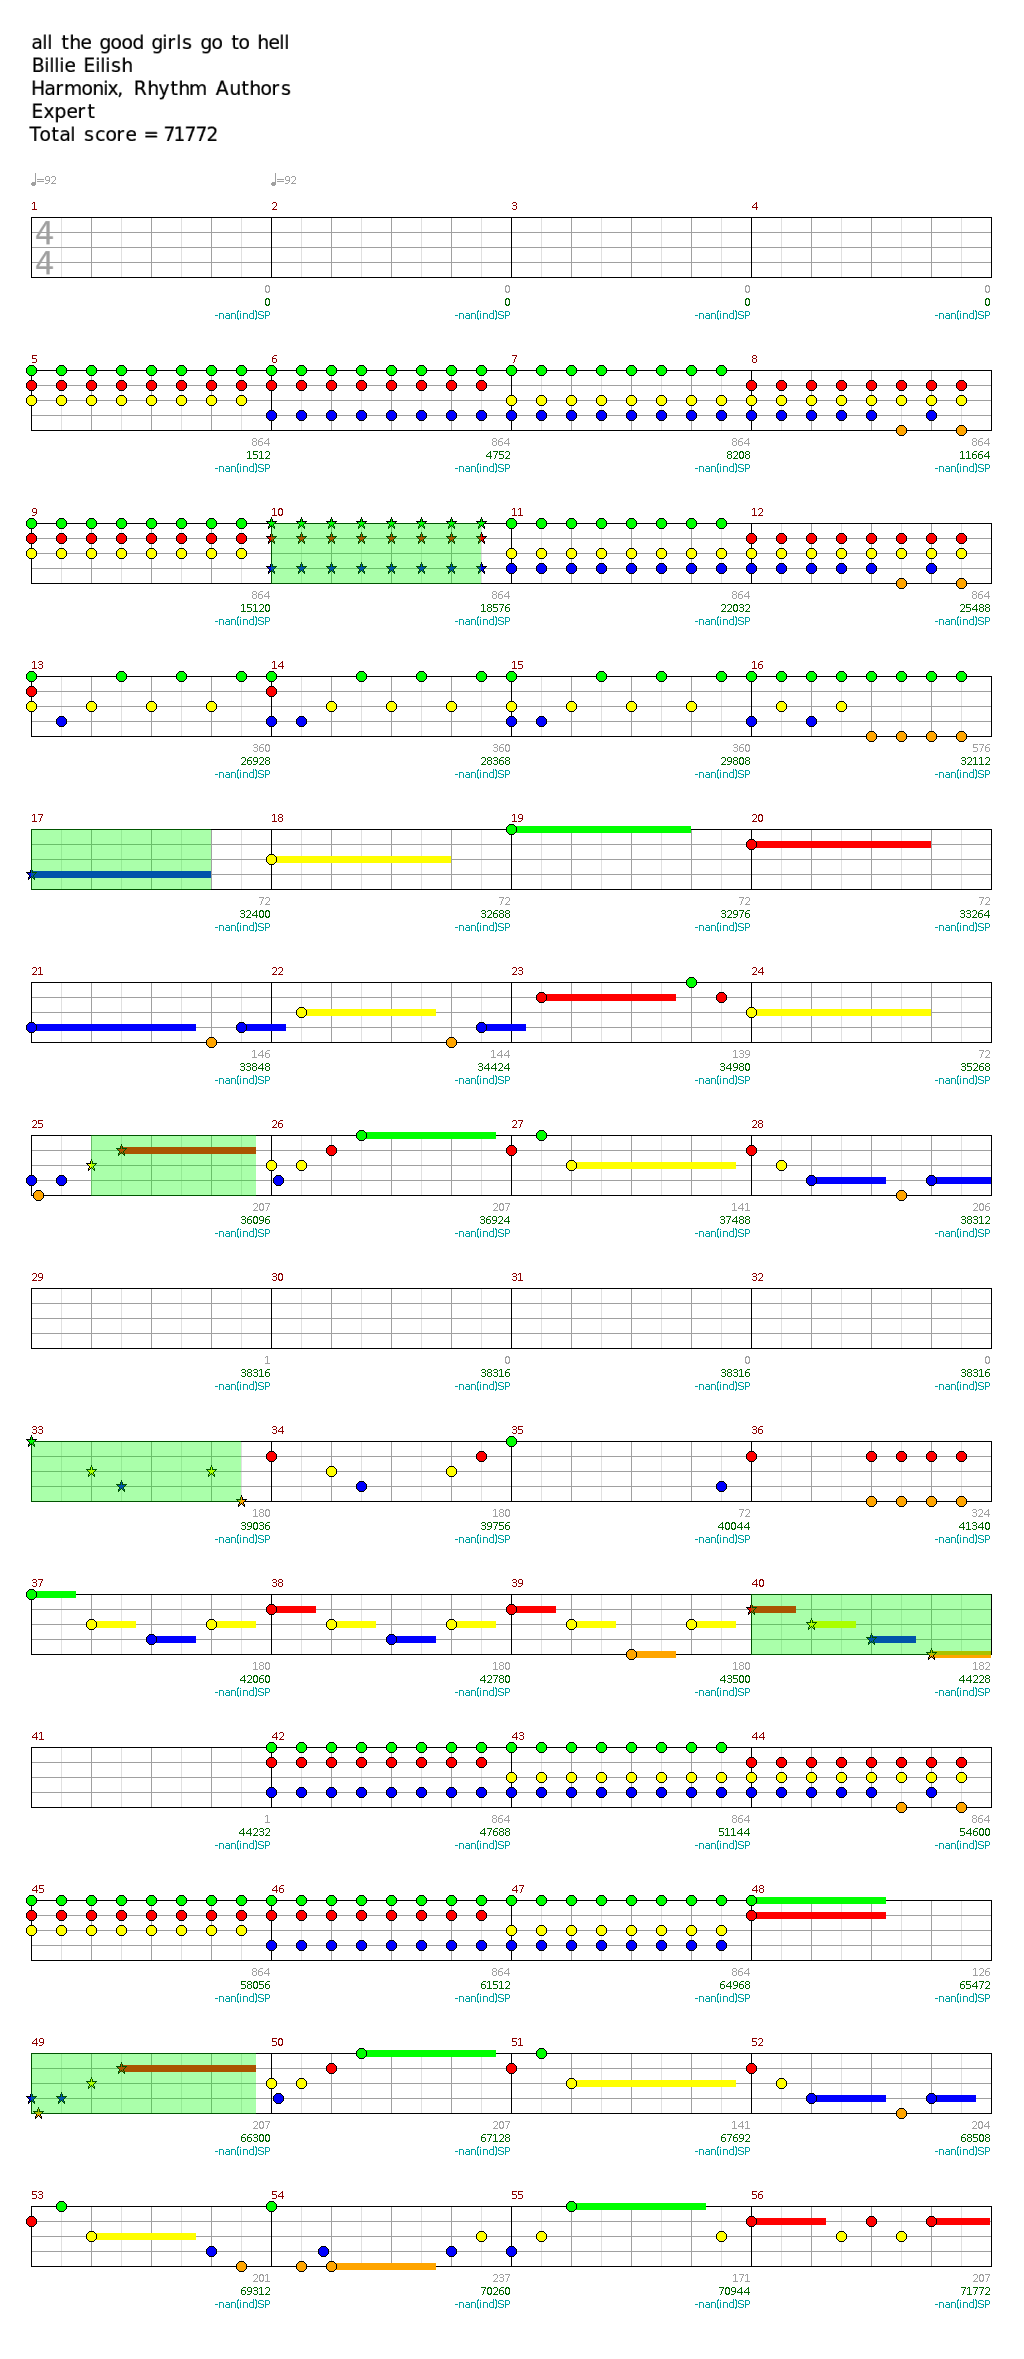 all the good girls go to hell
Billie Eilish
Harmonix, Rhythm Authors
Expert
Total score = 71772
♩=92 ♩=92
1 2 3 4
4
4
0 0 0 0
0 0 0 0
-nan(ind)SP -nan(ind)SP -nan(ind)SP -nan(ind)SP
5 6 7 8
864 864 864 864
1512 4752 8208 11664
-nan(ind)SP -nan(ind)SP -nan(ind)SP -nan(ind)SP
9 10 11 12
864 864 864 864
15120 18576 22032 25488
-nan(ind)SP -nan(ind)SP -nan(ind)SP -nan(ind)SP
13 14 15 16
360 360 360 576
26928 28368 29808 32112
-nan(ind)SP -nan(ind)SP -nan(ind)SP -nan(ind)SP
17 18 19 20
72 72 72 72
32400 32688 32976 33264
-nan(ind)SP -nan(ind)SP -nan(ind)SP -nan(ind)SP
21 22 23 24
146 144 139 72
33848 34424 34980 35268
-nan(ind)SP -nan(ind)SP -nan(ind)SP -nan(ind)SP
25 26 27 28
207 207 141 206
36096 36924 37488 38312
-nan(ind)SP -nan(ind)SP -nan(ind)SP -nan(ind)SP
29 30 31 32
1 0 0 0
38316 38316 38316 38316
-nan(ind)SP -nan(ind)SP -nan(ind)SP -nan(ind)SP
33 34 35 36
180 180 72 324
39036 39756 40044 41340
-nan(ind)SP -nan(ind)SP -nan(ind)SP -nan(ind)SP
37 38 39 40
180 180 180 182
42060 42780 43500 44228
-nan(ind)SP -nan(ind)SP -nan(ind)SP -nan(ind)SP
41 42 43 44
1 864 864 864
44232 47688 51144 54600
-nan(ind)SP -nan(ind)SP -nan(ind)SP -nan(ind)SP
45 46 47 48
864 864 864 126
58056 61512 64968 65472
-nan(ind)SP -nan(ind)SP -nan(ind)SP -nan(ind)SP
49 50 51 52
207 207 141 204
66300 67128 67692 68508
-nan(ind)SP -nan(ind)SP -nan(ind)SP -nan(ind)SP
53 54 55 56
201 237 171 207
69312 70260 70944 71772
-nan(ind)SP -nan(ind)SP -nan(ind)SP -nan(ind)SP